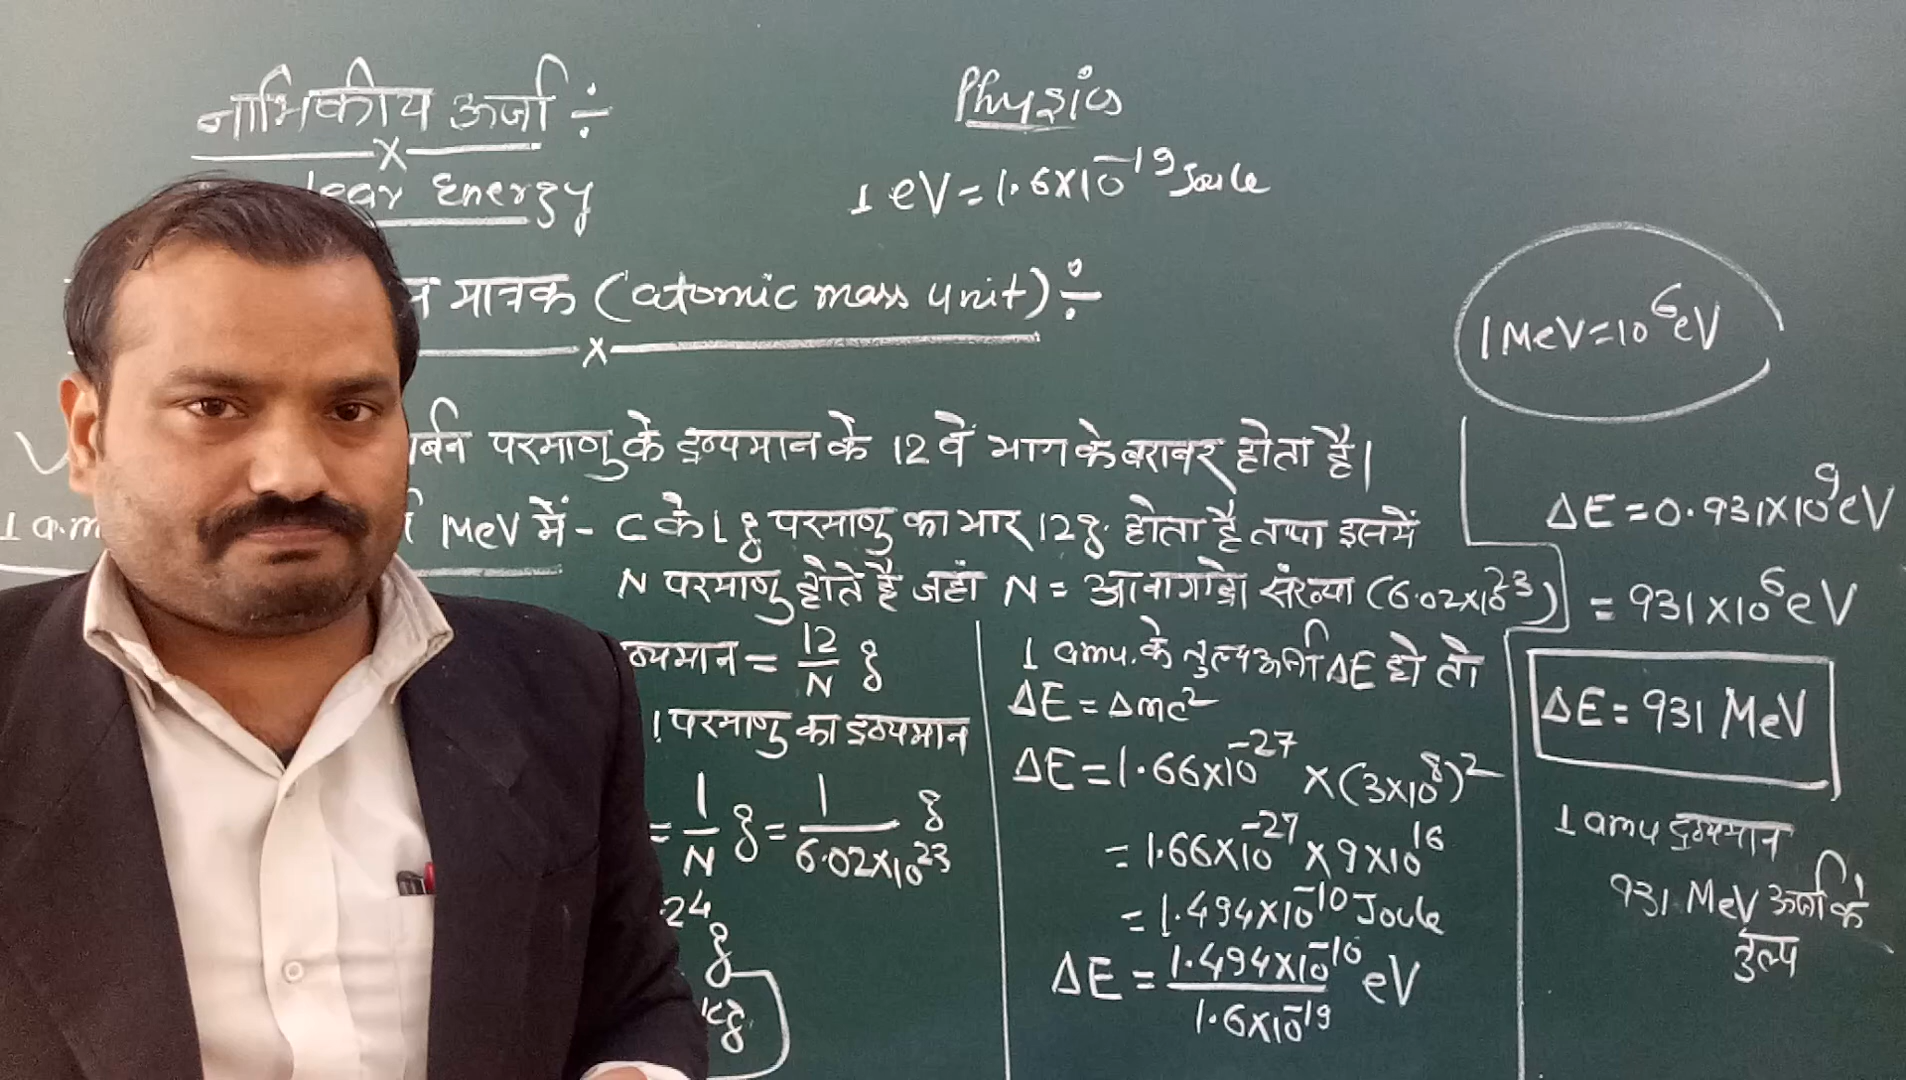 नाभिकीय ऊर्जा ÷
Energy
Physics
1 eV = 1.6×10⁻¹⁹ Joule
मात्रक (atomic mass unit) ÷
1 MeV = 10⁶ eV
परमाणु के द्रव्यमान के 12 वें भाग के बराबर होता है।
1 a.m
MeV में - C के 1 g परमाणु का भार 12 g. होता है तथा इसमें
N परमाणु होते है जहां N = आवागाद्रो संख्या (6.02×10²³)
द्रव्यमान = 12/N g
1 परमाणु का द्रव्यमान
= 1/N g = 1/6.02×10²³ g
-24 g
kg.
1 amu. के तुल्य ऊर्जा ΔE हो तो
ΔE = Δmc²
ΔE = 1.66×10⁻²⁷ × (3×10⁸)²
= 1.66×10⁻²⁷ × 9×10¹⁶
= 1.494×10⁻¹⁰ Joule
ΔE = 1.494×10⁻¹⁰/1.6×10⁻¹⁹ eV
ΔE = 0.931×10⁹ eV
= 931×10⁶ eV
ΔE = 931 MeV
1 amu द्रव्यमान
931 MeV ऊर्जा के
तुल्य